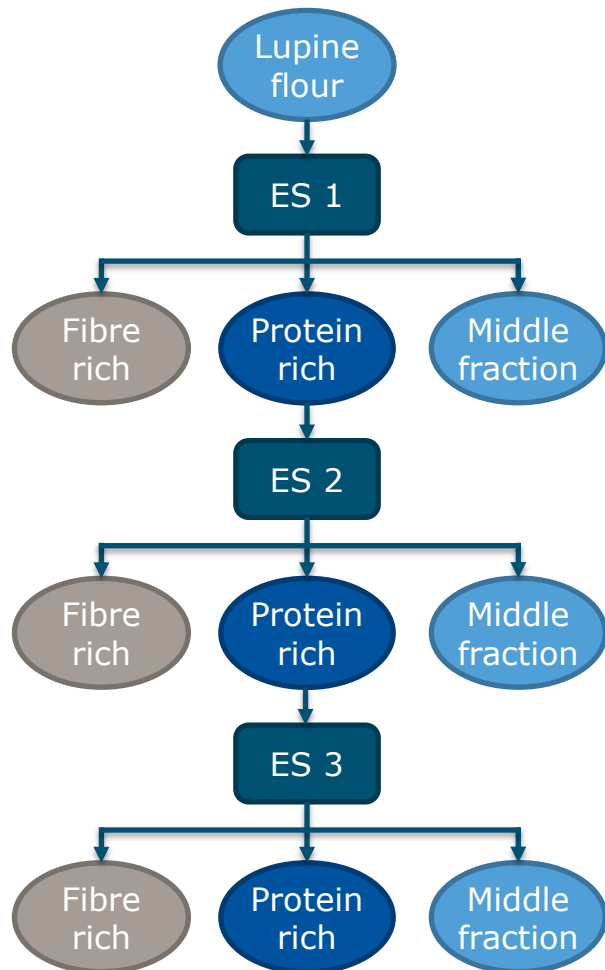 Lupine
flour
ES 1
Fibre
rich
Protein
rich
Middle
fraction
ES 2
Fibre
rich
Protein
rich
Middle
fraction
ES 3
Fibre
rich
Protein
rich
Middle
fraction